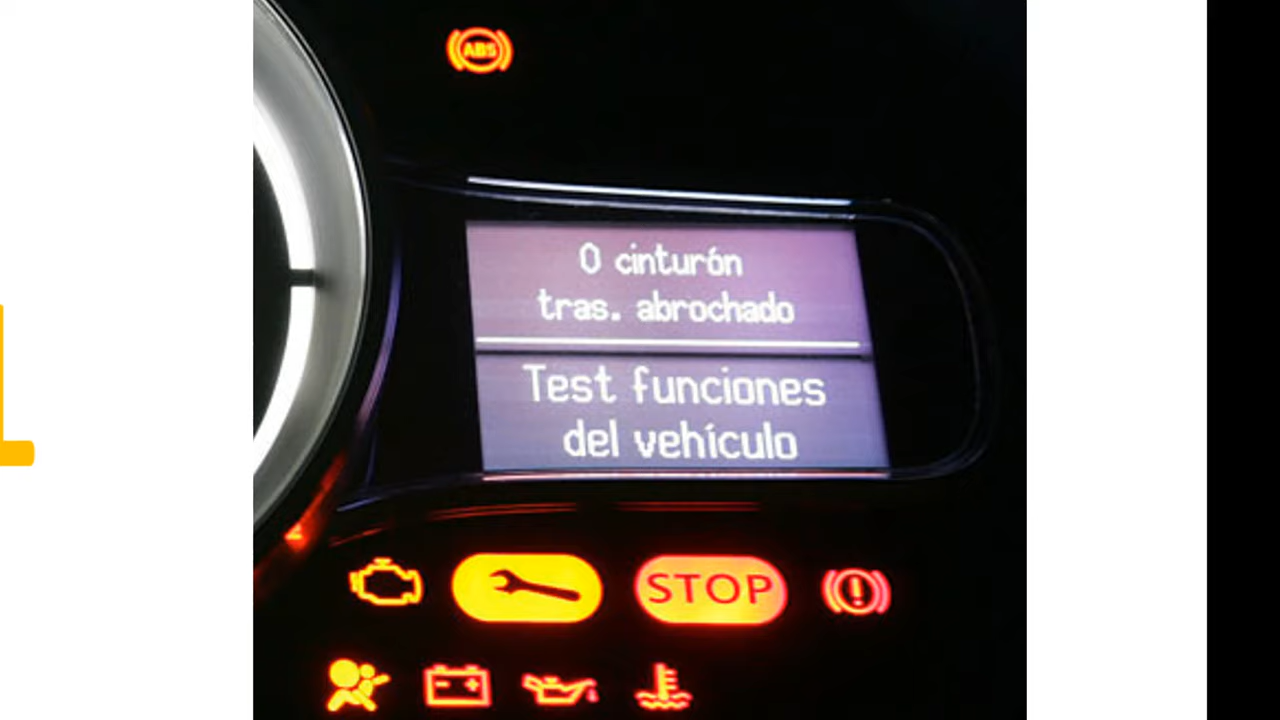 ABS
0 cinturón
tras. abrochado
Test funciones
del vehículo
STOP